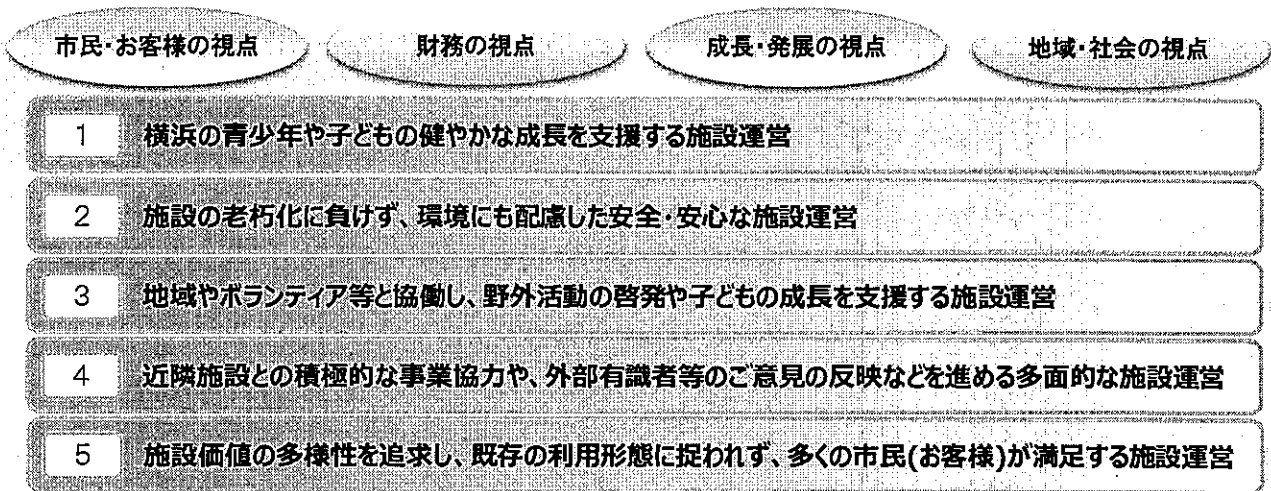 市民・お客様の視点
財務の視点
成長・発展の視点
地域・社会の視点
1 横浜の青少年や子どもの健やかな成長を支援する施設運営
2 施設の老朽化に負けず、環境にも配慮した安全・安心な施設運営
3 地域やボランティア等と協働し、野外活動の啓発や子どもの成長を支援する施設運営
4 近隣施設との積極的な事業協力や、外部有識者等のご意見の反映などを進める多面的な施設運営
5 施設価値の多様性を追求し、既存の利用形態に捉われず、多くの市民(お客様)が満足する施設運営